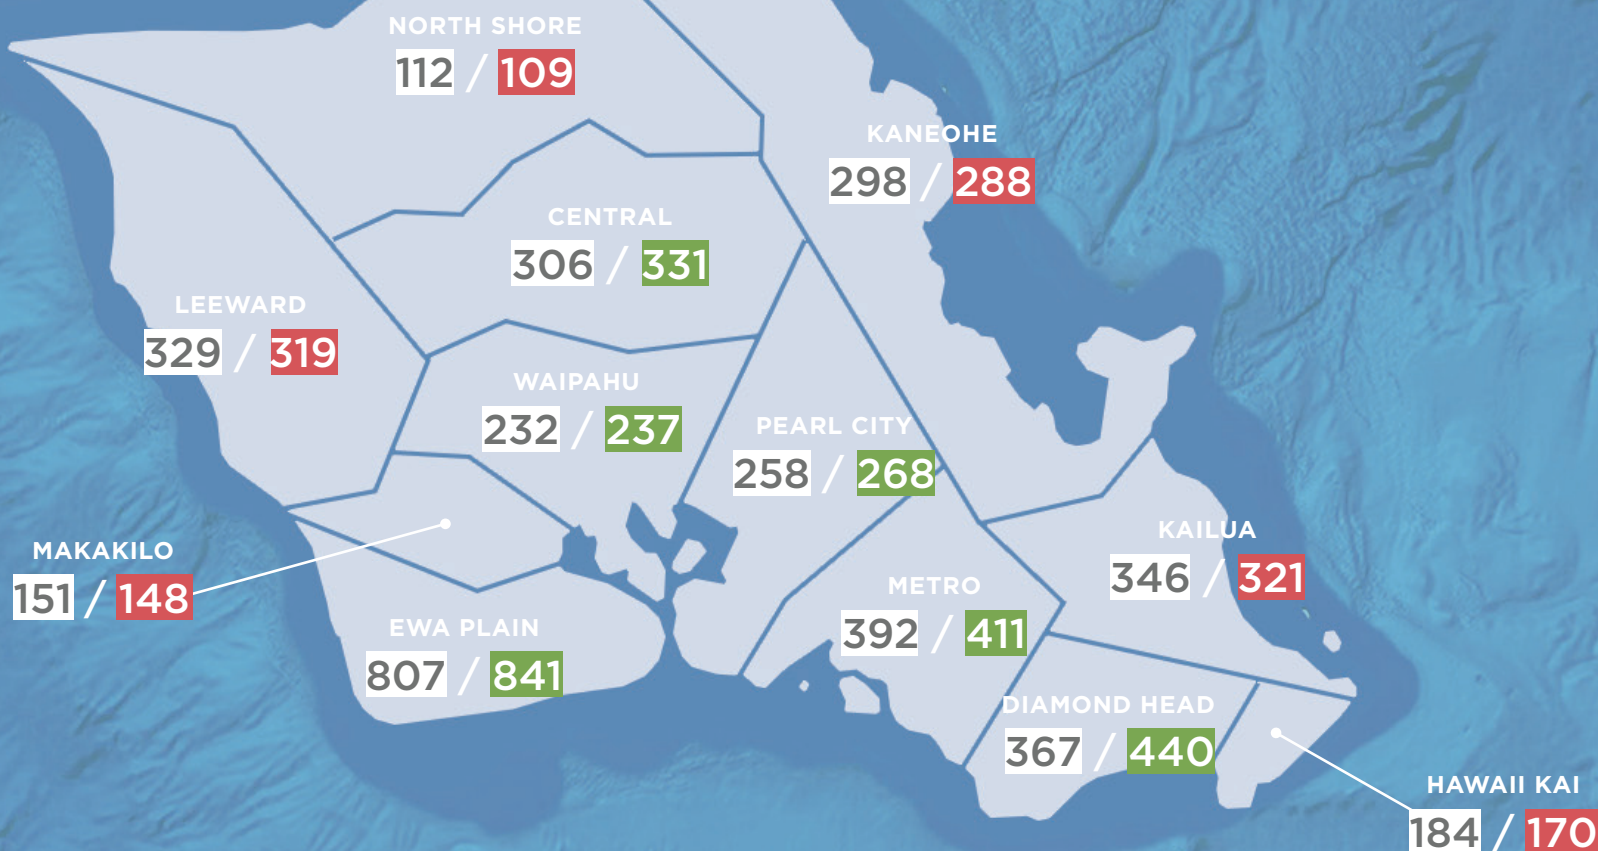 NORTH SHORE
112 / 109
KANEOHE
298 / 288
CENTRAL
306 / 331
LEEWARD
329 / 319
WAIPAHU
232 / 237
PEARL CITY
258 / 268
MAKAKILO
151 / 148
KAILUA
346 / 321
METRO
392 / 411
EWA PLAIN
807 / 841
DIAMOND HEAD
367 / 440
HAWAII KAI
184 / 170